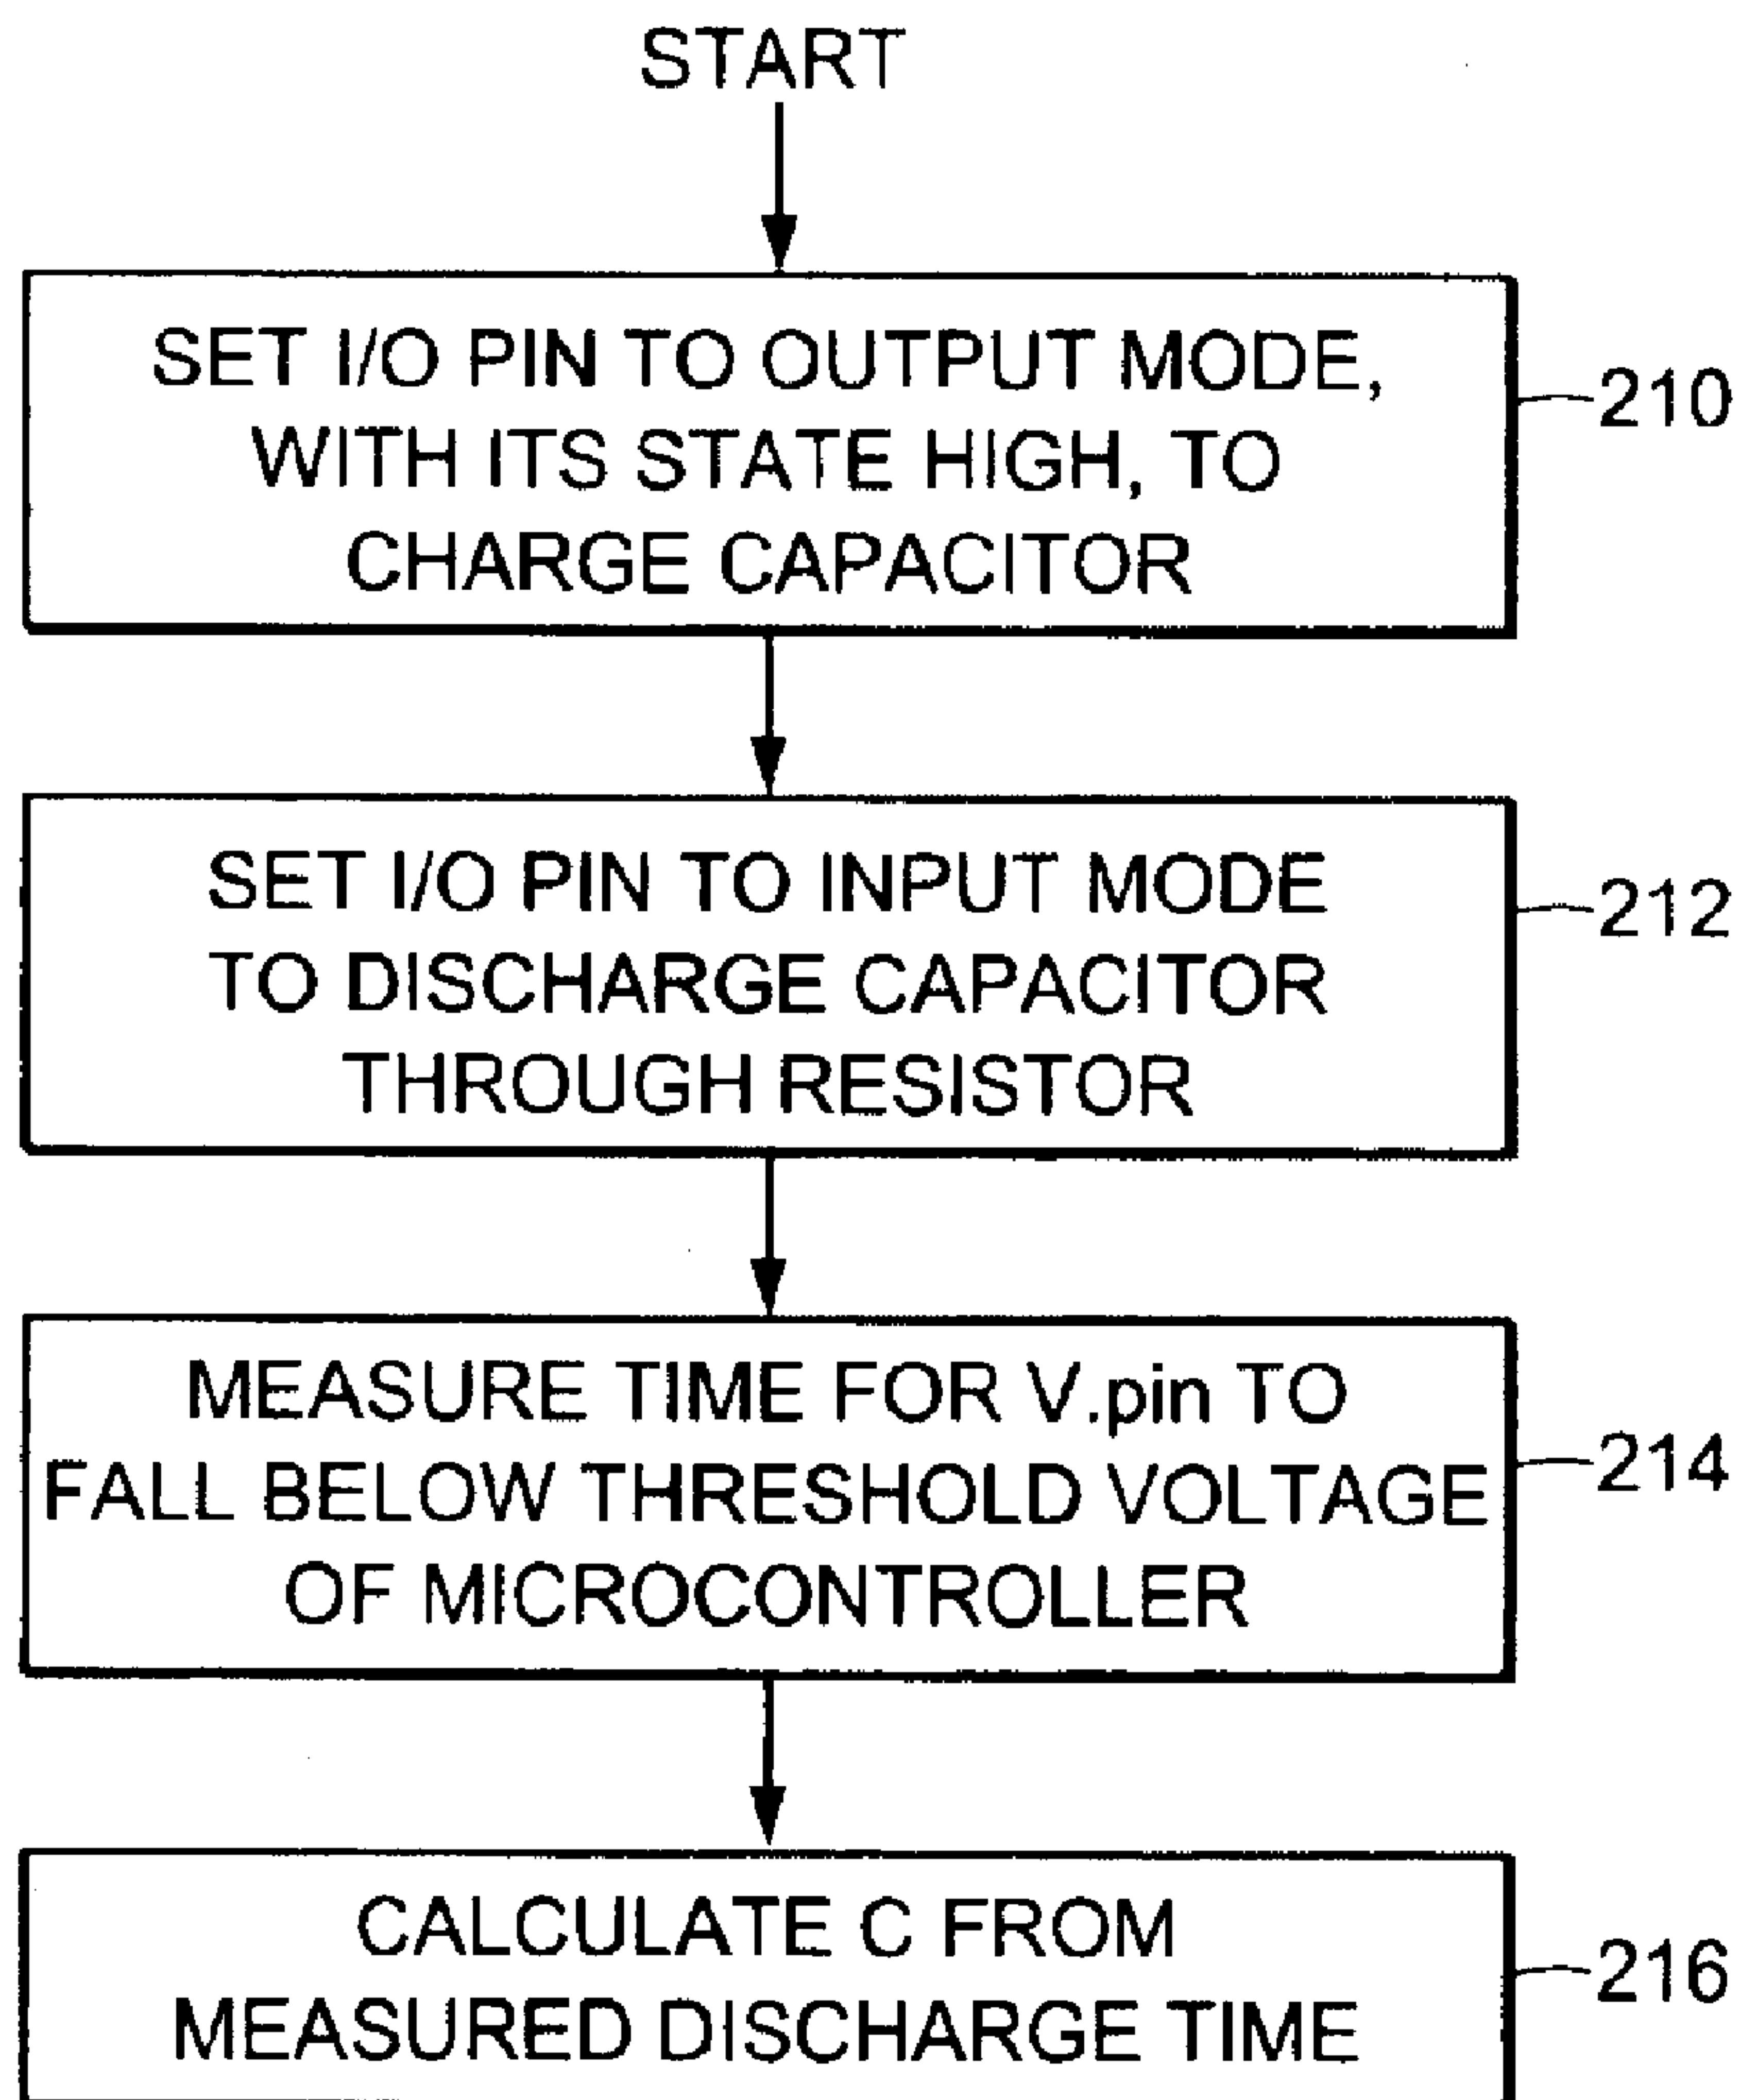 START
SET I/O PIN TO OUTPUT MODE,
WITH ITS STATE HIGH, TO
CHARGE CAPACITOR
210
SET I/O PIN TO INPUT MODE
TO DISCHARGE CAPACITOR
THROUGH RESISTOR
212
MEASURE TIME FOR V.pin TO
FALL BELOW THRESHOLD VOLTAGE
OF MICROCONTROLLER
214
CALCULATE C FROM
MEASURED DISCHARGE TIME
216